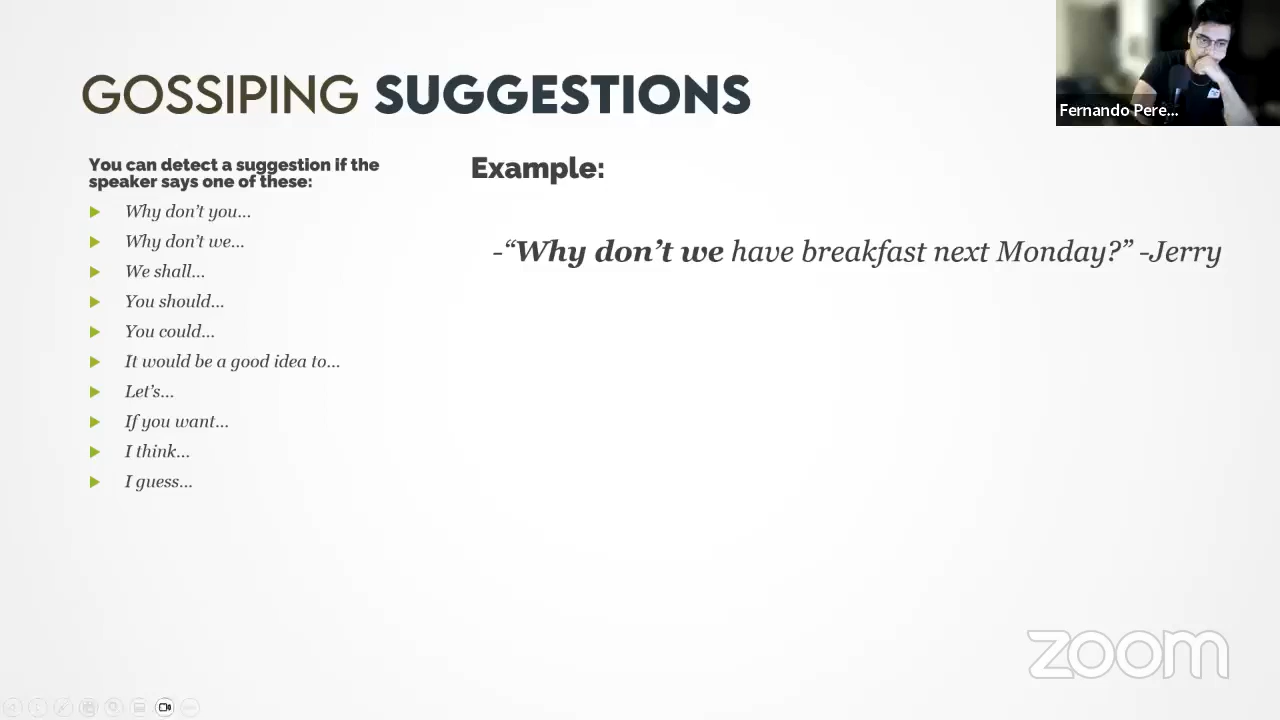 Fernando Pere...
GOSSIPING SUGGESTIONS
You can detect a suggestion if the
speaker says one of these:
Why don't you...
Why don't we...
We shall...
You should...
You could...
It would be a good idea to...
Let's...
If you want...
I think...
I guess...
Example:
-“Why don't we have breakfast next Monday?” -Jerry
zoom